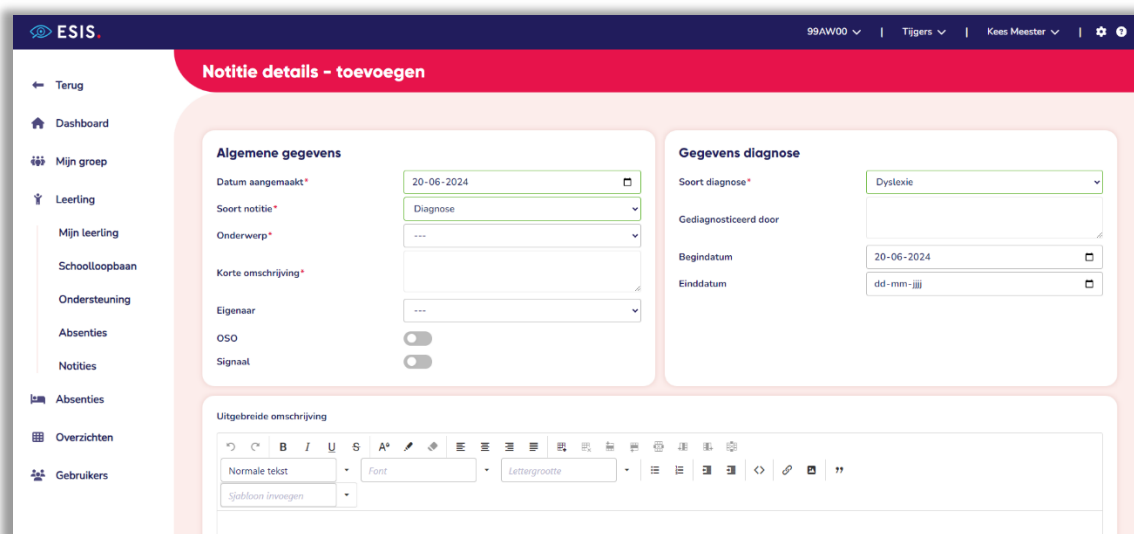 ESIS.
99AW00 | Tijgers | Kees Meester |
Notitie details - toevoegen
Terug
Dashboard
Mijn groep
Leerling
Mijn leerling
Schoolloopbaan
Ondersteuning
Absenties
Notities
Absenties
Overzichten
Gebruikers
Algemene gegevens
Datum aangemaakt* 20-06-2024
Soort notitie* Diagnose
Onderwerp* ---
Korte omschrijving*
Eigenaar ---
OSO
Signaal
Gegevens diagnose
Soort diagnose* Dyslexie
Gediagnosticeerd door
Begindatum 20-06-2024
Einddatum dd-mm-jjjj
Uitgebreide omschrijving
B I U S A
Normale tekst Font Lettergrootte
Sjabloon invoegen